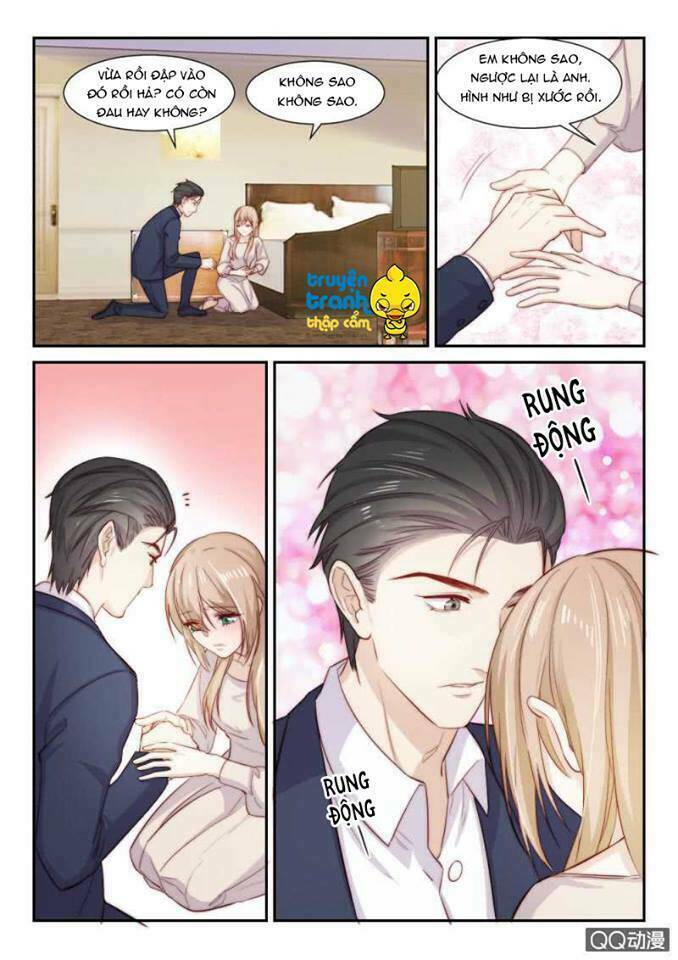 VỪA RỒI ĐẬP VÀO
ĐÓ RỒI HẢ? CÓ CÒN
ĐAU HAY KHÔNG?
KHÔNG SAO
KHÔNG SAO.
EM KHÔNG SAO,
NGƯỢC LẠI LÀ ANH.
HÌNH NHƯ BỊ XƯỚC RỒI.
truyện
tranh
thập cẩm
RUNG
ĐỘNG
RUNG
ĐỘNG
QQ动漫